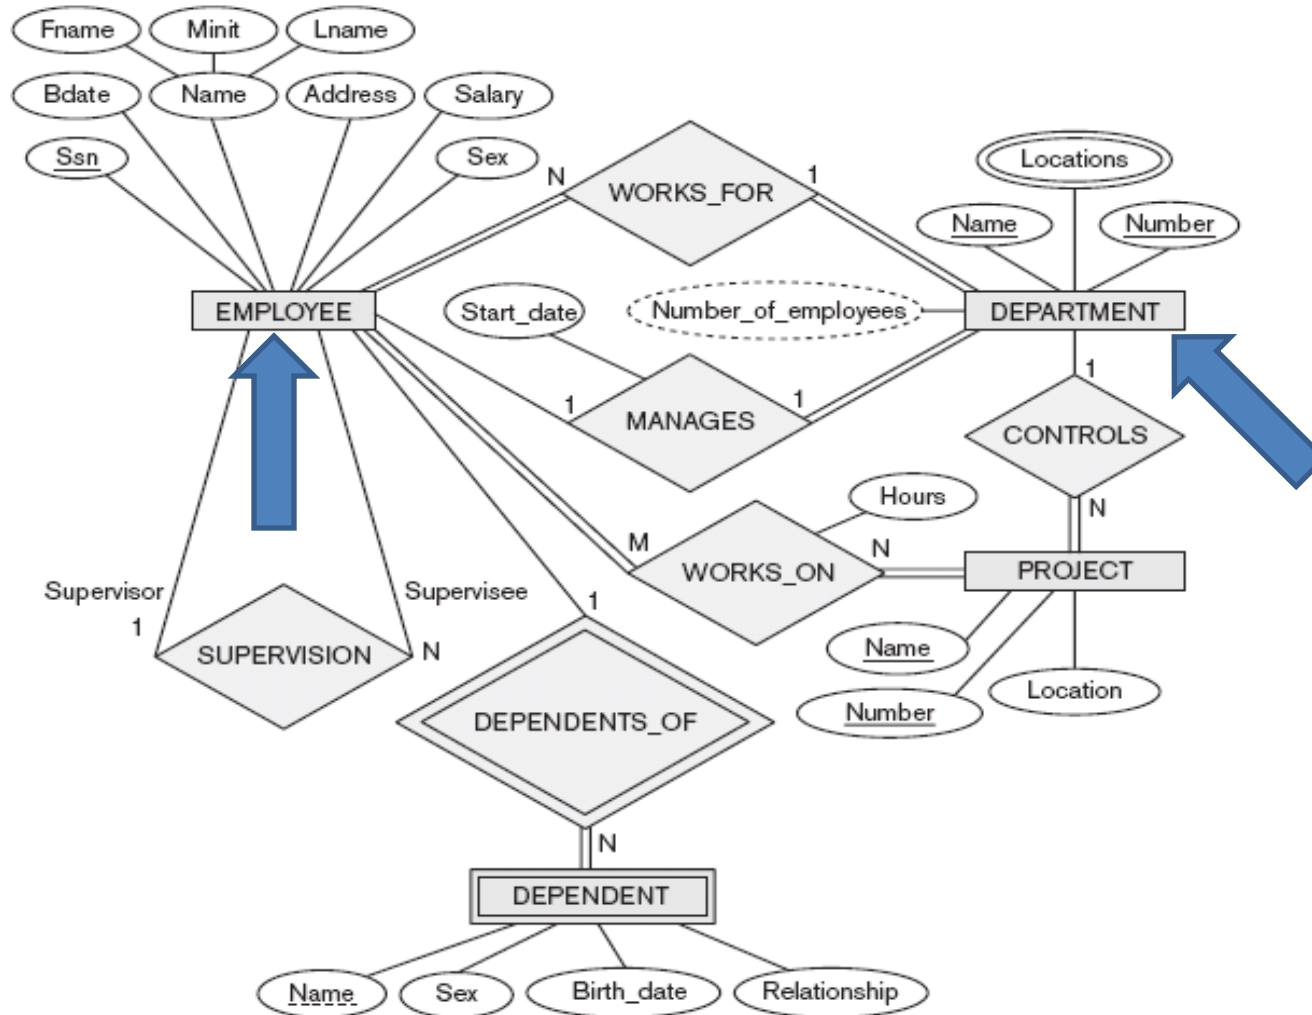 Fname Minit Lname
Bdate Name Address Salary
Ssn Sex
N WORKS_FOR 1
Locations
Name Number
EMPLOYEE
Start_date
Number_of_employees
DEPARTMENT
1 MANAGES 1
1
CONTROLS
N
Hours
M WORKS_ON N
PROJECT
Name
Number
Location
Supervisor
1
Supervisee
N
SUPERVISION
1
DEPENDENTS_OF
N
DEPENDENT
Name Sex Birth_date Relationship